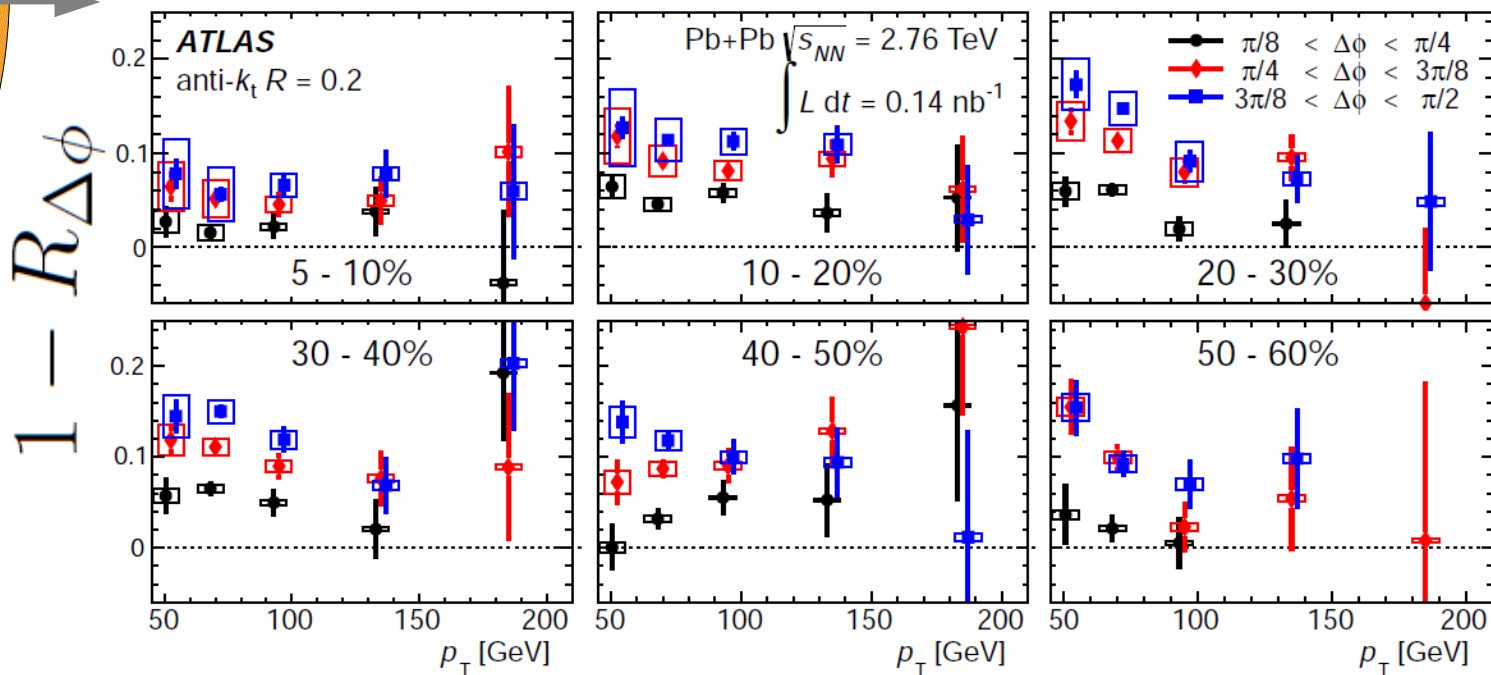 1 − R_Δϕ
ATLAS
anti-k_t R = 0.2
Pb+Pb √s_NN = 2.76 TeV
∫ L dt = 0.14 nb⁻¹
π/8 < Δϕ < π/4
π/4 < Δϕ < 3π/8
3π/8 < Δϕ < π/2
0.2
0.1
0
5 - 10%
10 - 20%
20 - 30%
30 - 40%
40 - 50%
50 - 60%
0.2
0.1
0
50 100 150 200
50 100 150 200
50 100 150 200
p_T [GeV]
p_T [GeV]
p_T [GeV]